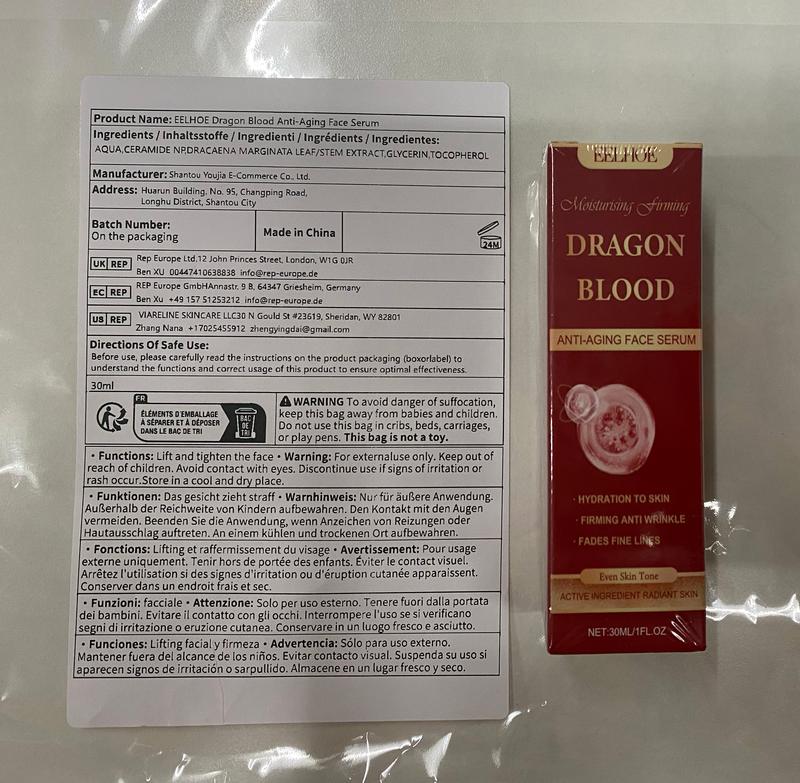 Product Name: EELHOE Dragon Blood Anti-Aging Face Serum
Ingredients / Inhaltsstoffe / Ingredienti / Ingrédients / Ingredientes:
AQUA,CERAMIDE NP,DRACAENA MARGINATA LEAF/STEM EXTRACT,GLYCERIN,TOCOPHEROL
Manufacturer: Shantou Youjia E-Commerce Co., Ltd.
Address: Huarun Building, No. 95, Changping Road,
Longhu District, Shantou City
Batch Number:
On the packaging
Made in China
24M
UK REP
Rep Europe Ltd,12 John Princes Street, London, W1G 0JR
Ben XU 00447410638838 info@rep-europe.de
EC REP
REP Europe GmbHAnnastr. 9 B, 64347 Griesheim, Germany
Ben Xu +49 157 51253212 info@rep-europe.de
US REP
VIARELINE SKINCARE LLC30 N Gould St #23619, Sheridan, WY 82801
Zhang Nana +17025455912 zhengyingdai@gmail.com
Directions Of Safe Use:
Before use, please carefully read the instructions on the product packaging (boxorlabel) to
understand the functions and correct usage of this product to ensure optimal effectiveness.
30ml
FR
ÉLÉMENTS D'EMBALLAGE
À SÉPARER ET À DÉPOSER
DANS LE BAC DE TRI
BAC
DE
TRI
WARNING To avoid danger of suffocation,
keep this bag away from babies and children.
Do not use this bag in cribs, beds, carriages,
or play pens. This bag is not a toy.
• Functions: Lift and tighten the face • Warning: For externaluse only. Keep out of
reach of children. Avoid contact with eyes. Discontinue use if signs of irritation or
rash occur.Store in a cool and dry place.
• Funktionen: Das gesicht zieht straff • Warnhinweis: Nur für äußere Anwendung.
Außerhalb der Reichweite von Kindern aufbewahren. Den Kontakt mit den Augen
vermeiden. Beenden Sie die Anwendung, wenn Anzeichen von Reizungen oder
Hautausschlag auftreten. An einem kühlen und trockenen Ort aufbewahren.
• Fonctions: Lifting et raffermissement du visage • Avertissement: Pour usage
externe uniquement. Tenir hors de portée des enfants. Éviter le contact visuel.
Arrêtez l'utilisation si des signes d'irritation ou d'éruption cutanée apparaissent.
Conserver dans un endroit frais et sec.
• Funzioni: facciale • Attenzione: Solo per uso esterno. Tenere fuori dalla portata
dei bambini. Evitare il contatto con gli occhi. Interrompere l'uso se si verificano
segni di irritazione o eruzione cutanea. Conservare in un luogo fresco e asciutto.
• Funciones: Lifting facial y firmeza • Advertencia: Sólo para uso externo.
Mantener fuera del alcance de los niños. Evitar contacto visual. Suspenda su uso si
aparecen signos de irritación o sarpullido. Almacene en un lugar fresco y seco.
EELHOE
Moisturising Firming
DRAGON
BLOOD
ANTI-AGING FACE SERUM
· HYDRATION TO SKIN
· FIRMING ANTI WRINKLE
· FADES FINE LINES
Even Skin Tone
ACTIVE INGREDIENT RADIANT SKIN
NET:30ML/1FL.OZ